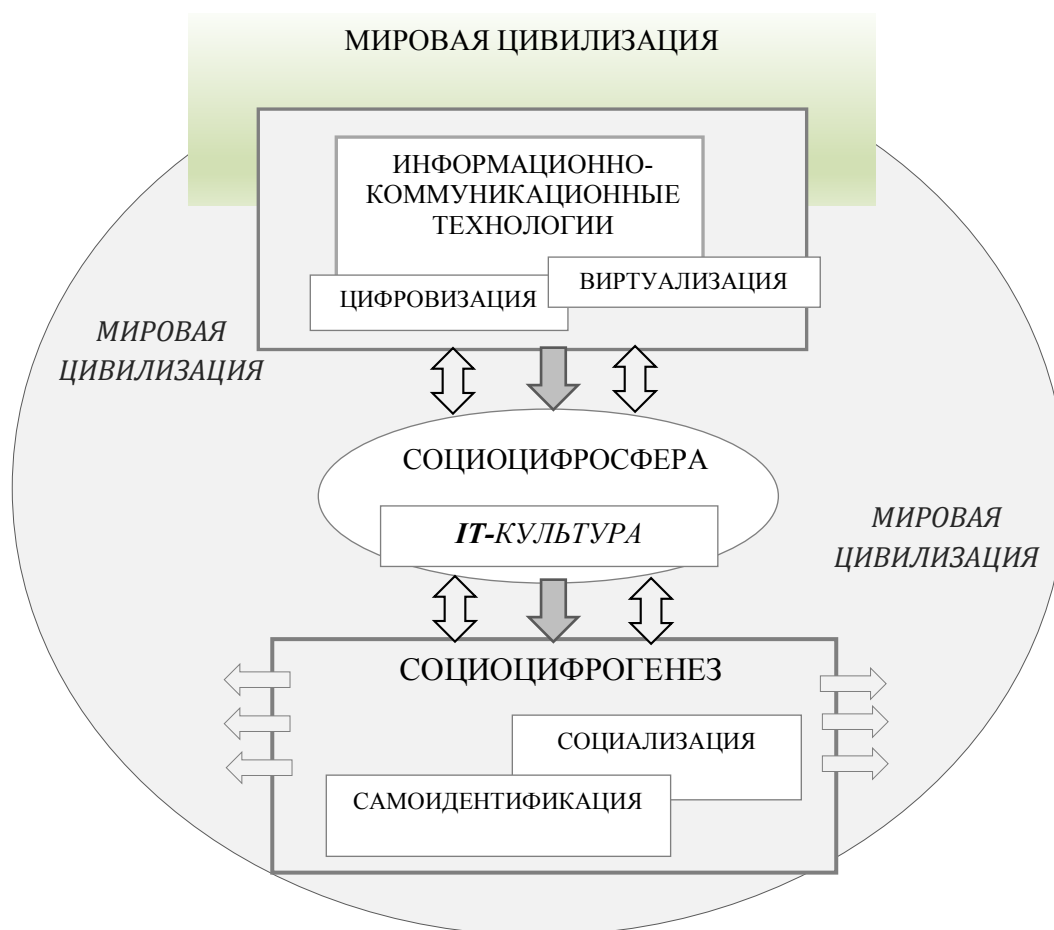 МИРОВАЯ ЦИВИЛИЗАЦИЯ
ИНФОРМАЦИОННО-
КОММУНИКАЦИОННЫЕ
ТЕХНОЛОГИИ
ВИРТУАЛИЗАЦИЯ
ЦИФРОВИЗАЦИЯ
МИРОВАЯ
ЦИВИЛИЗАЦИЯ
СОЦИОЦИФРОСФЕРА
IT-КУЛЬТУРА
МИРОВАЯ
ЦИВИЛИЗАЦИЯ
СОЦИОЦИФРОГЕНЕЗ
СОЦИАЛИЗАЦИЯ
САМОИДЕНТИФИКАЦИЯ